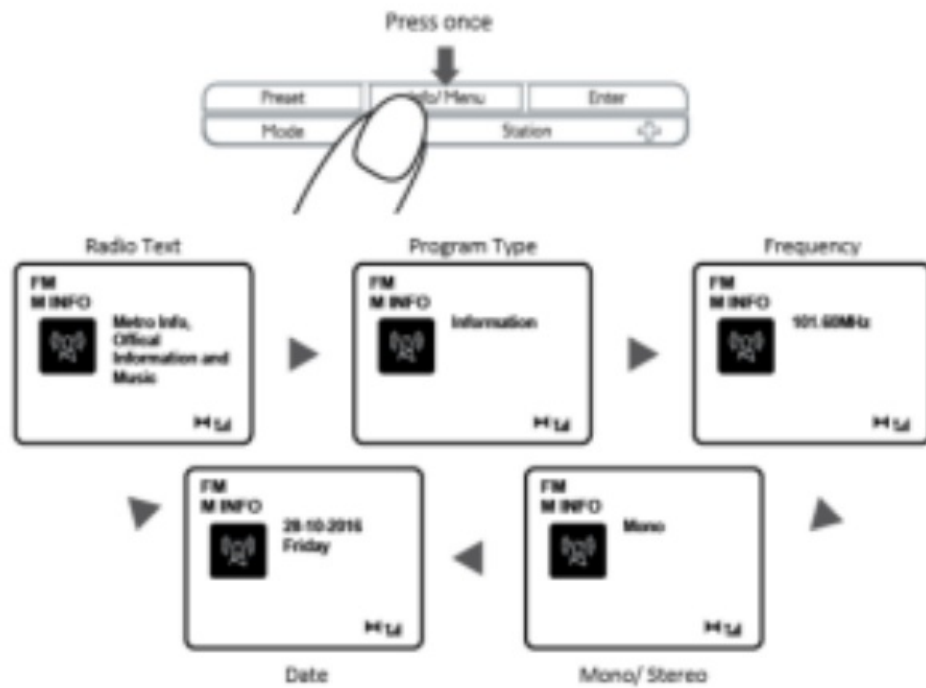 Press once
Preset
Info/ Menu
Enter
Mode
Station
Radio Text
Program Type
Frequency
FM
M INFO
Metro Info,
Offical
Information and
Music
FM
M INFO
Information
FM
M INFO
101.60MHz
FM
M INFO
28-10-2016
Friday
FM
M INFO
Mono
Date
Mono/ Stereo